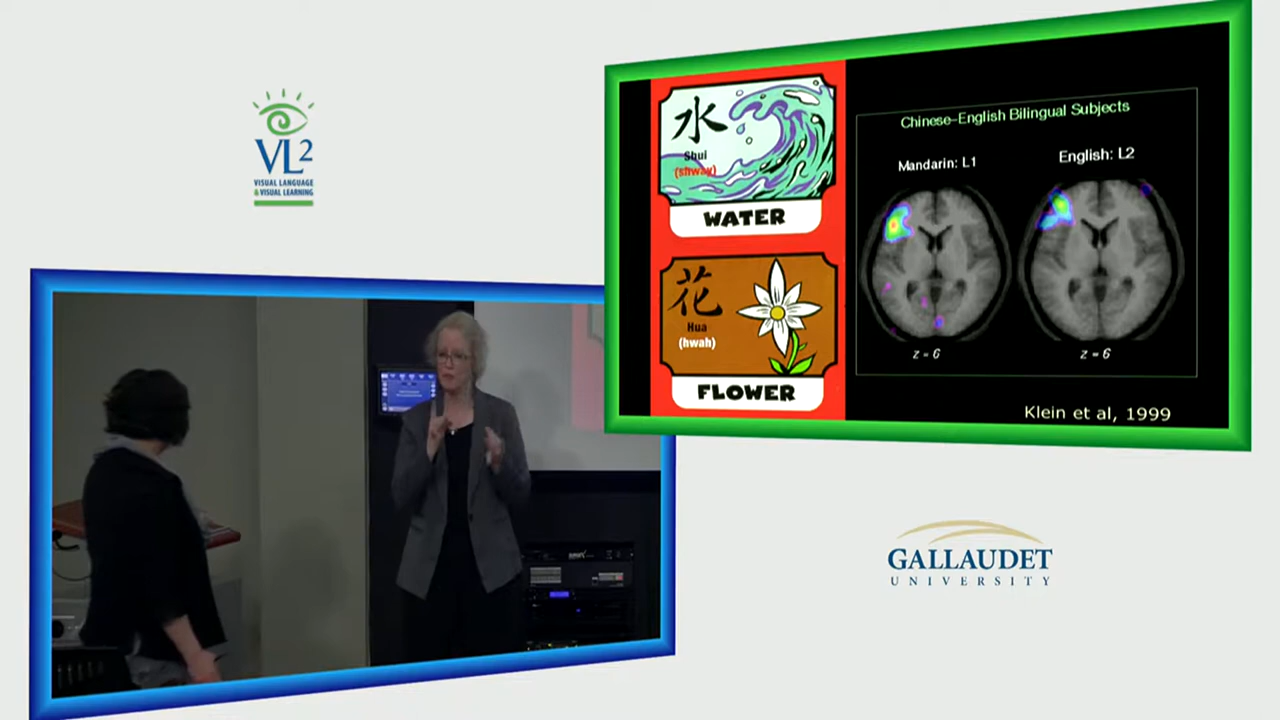 VL2
VISUAL LANGUAGE
& VISUAL LEARNING
水
Shui
(shway)
WATER
花
Hua
(hwah)
FLOWER
Chinese–English Bilingual Subjects
Mandarin: L1
English: L2
z = 6
z = 6
Klein et al, 1999
GALLAUDET
UNIVERSITY